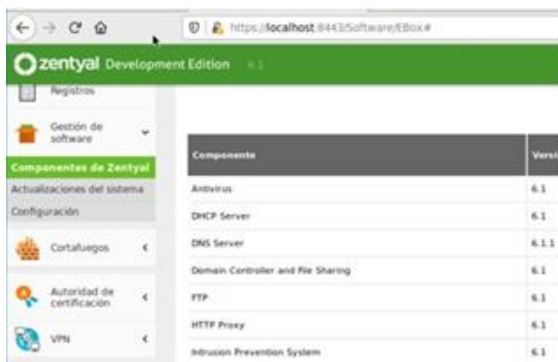 https://localhost:8443/Software/EBox#
zentyal Development Edition 6.1
Registros
Gestión de
software
Componentes de Zentyal
Actualizaciones del sistema
Configuración
Cortafuegos
Autoridad de
certificación
VPN
Componente Versi
Antivirus 6.1
DHCP Server 6.1
DNS Server 6.1.1
Domain Controller and File Sharing 6.1
FTP 6.1
HTTP Proxy 6.1
Intrusion Prevention System 6.1